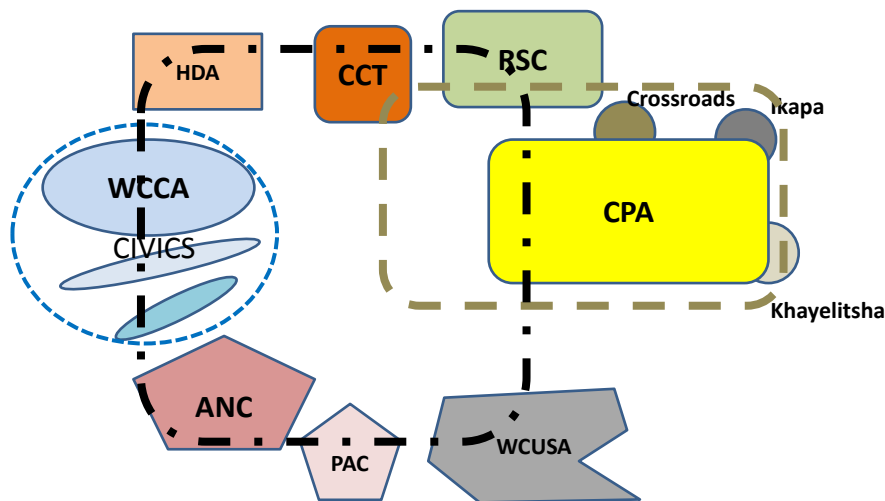 HDA
CCT
RSC
Crossroads
Ikapa
WCCA
CPA
CIVICS
Khayelitsha
ANC
PAC
WCUSA